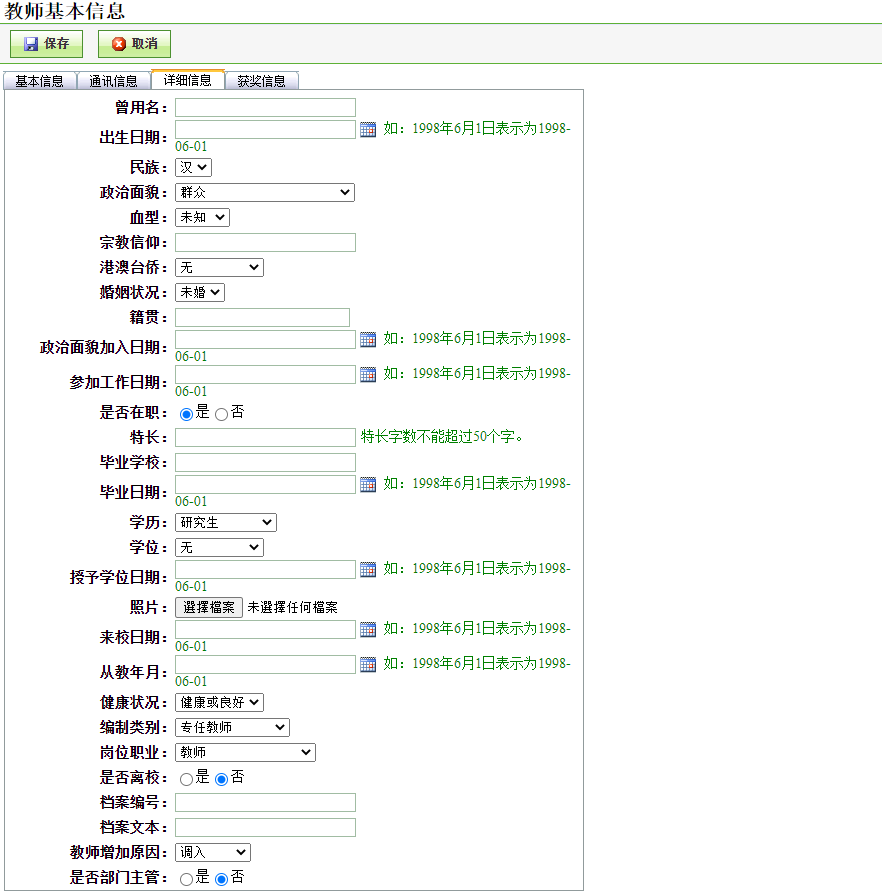 教师基本信息
保存 取消
基本信息 通讯信息 详细信息 获奖信息
曾用名：
出生日期： 如：1998年6月1日表示为1998-
06-01
民族： 汉
政治面貌： 群众
血型： 未知
宗教信仰：
港澳台侨： 无
婚姻状况： 未婚
籍贯：
政治面貌加入日期： 如：1998年6月1日表示为1998-
06-01
参加工作日期： 如：1998年6月1日表示为1998-
06-01
是否在职： 是 否
特长： 特长字数不能超过50个字。
毕业学校：
毕业日期： 如：1998年6月1日表示为1998-
06-01
学历： 研究生
学位： 无
授予学位日期： 如：1998年6月1日表示为1998-
06-01
照片： 選擇檔案 未選擇任何檔案
来校日期： 如：1998年6月1日表示为1998-
06-01
从教年月： 如：1998年6月1日表示为1998-
06-01
健康状况： 健康或良好
编制类别： 专任教师
岗位职业： 教师
是否离校： 是 否
档案编号：
档案文本：
教师增加原因： 调入
是否部门主管： 是 否